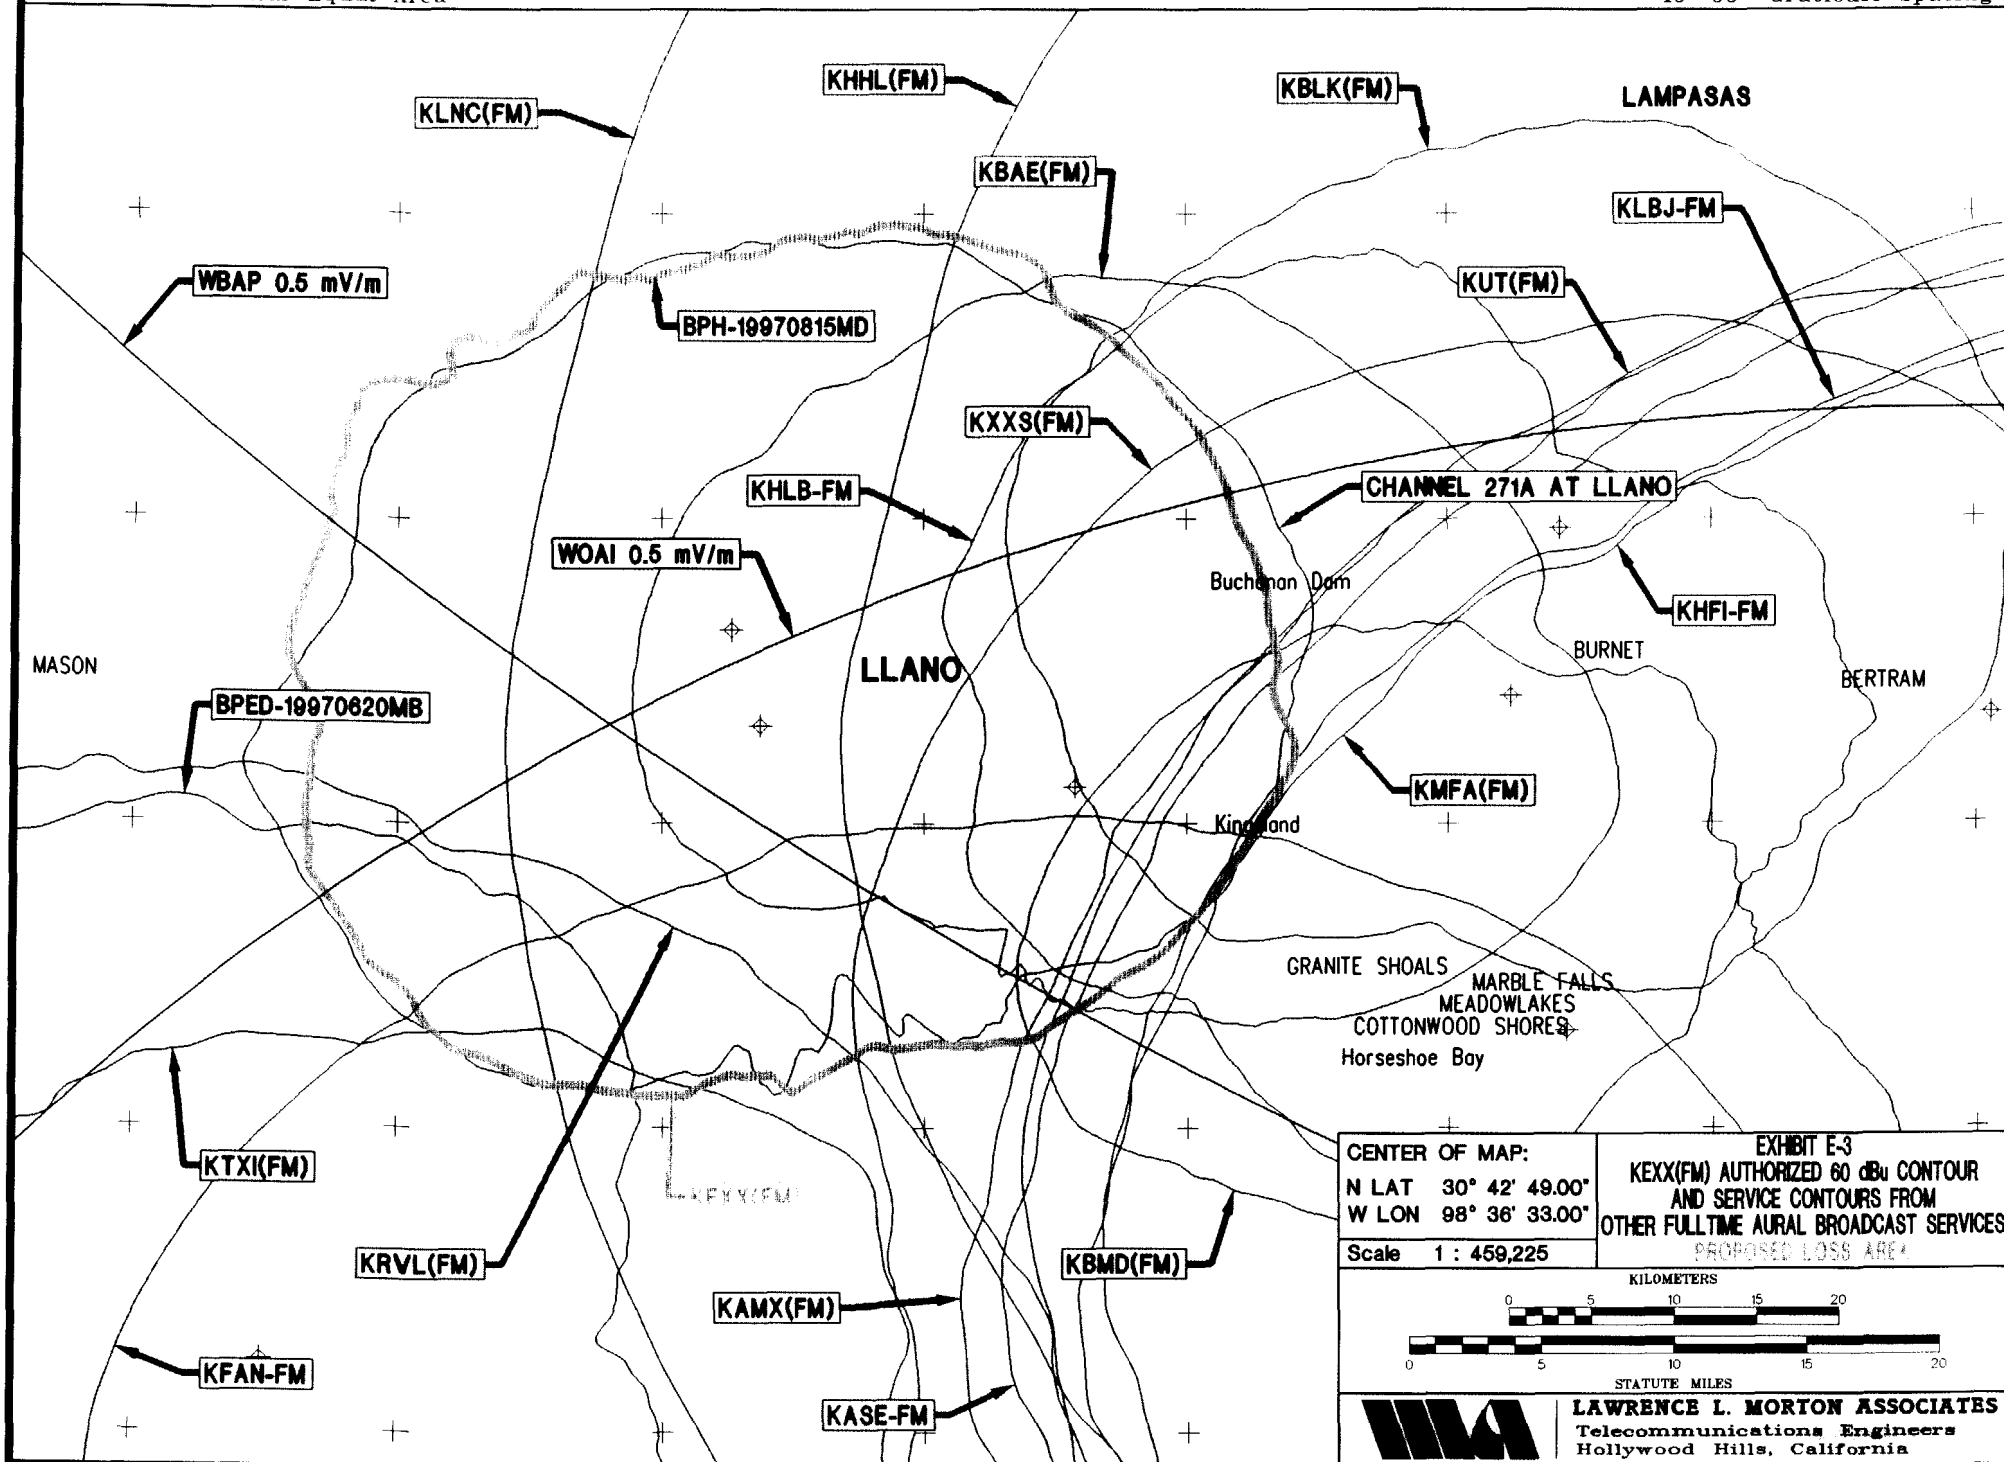 KHHL(FM)
KBLK(FM)
LAMPASAS
KLNC(FM)
KBAE(FM)
KLBJ-FM
WBAP 0.5 mV/m
KUT(FM)
BPH-19970815MD
KXXS(FM)
KHLB-FM
CHANNEL 271A AT LLANO
WOAI 0.5 mV/m
Buchanan Dam
KHFI-FM
MASON
LLANO
BURNET
BERTRAM
BPED-19970620MB
KMFA(FM)
Kingsland
GRANITE SHOALS
MARBLE FALLS
MEADOWLAKES
COTTONWOOD SHORES
Horseshoe Bay
KTXI(FM)
KEXX(FM)
KRVL(FM)
KBMD(FM)
KAMX(FM)
KFAN-FM
KASE-FM
CENTER OF MAP:
N LAT 30° 42' 49.00"
W LON 98° 36' 33.00"
Scale 1 : 459,225
EXHIBIT E-3
KEXX(FM) AUTHORIZED 60 dBu CONTOUR
AND SERVICE CONTOURS FROM
OTHER FULLTIME AURAL BROADCAST SERVICES
PROPOSED LOSS AREA
KILOMETERS
0 5 10 15 20
0 5 10 15 20
STATUTE MILES
LAWRENCE L. MORTON ASSOCIATES
Telecommunications Engineers
Hollywood Hills, California